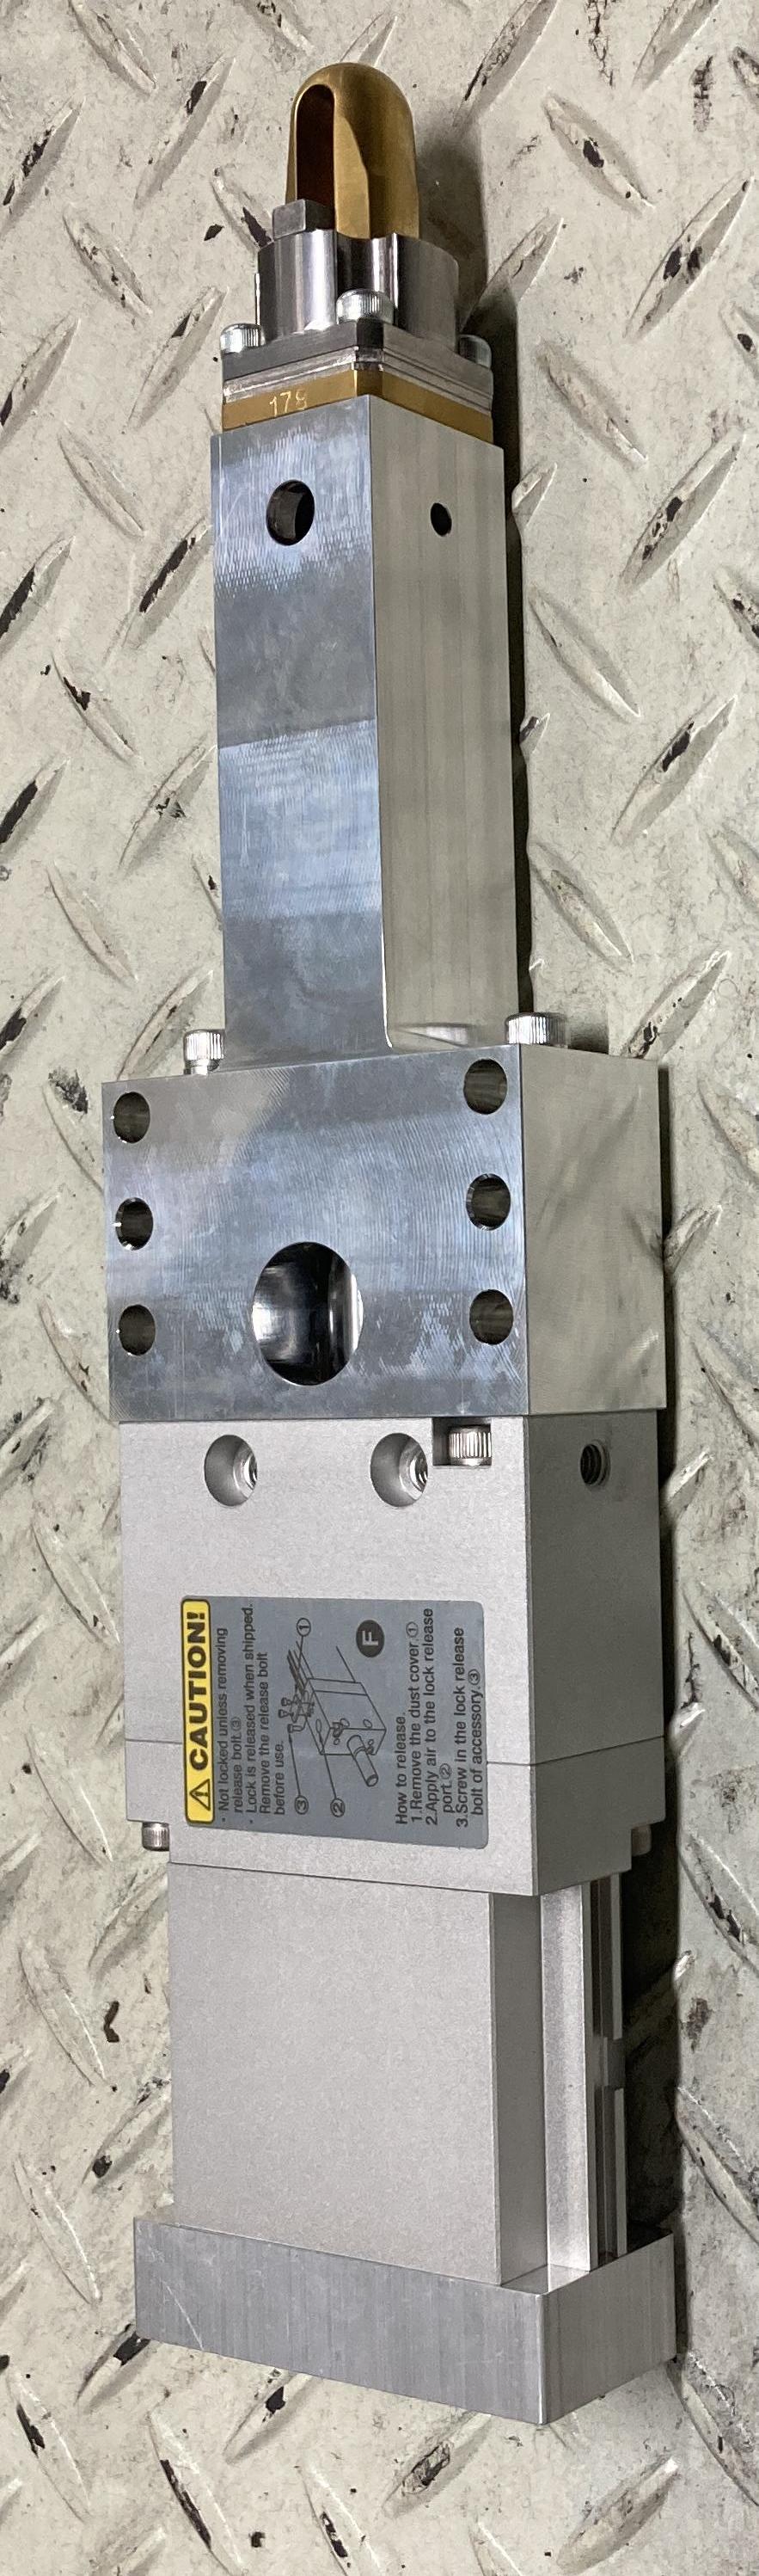 178
⚠ CAUTION!
· Not locked unless removing
release bolt.③
· Lock is released when shipped.
Remove the release bolt
before use.
①
③
②
F
How to release.
1.Remove the dust cover.①
2.Apply air to the lock release
port.②
3.Screw in the lock release
bolt of accessory.③